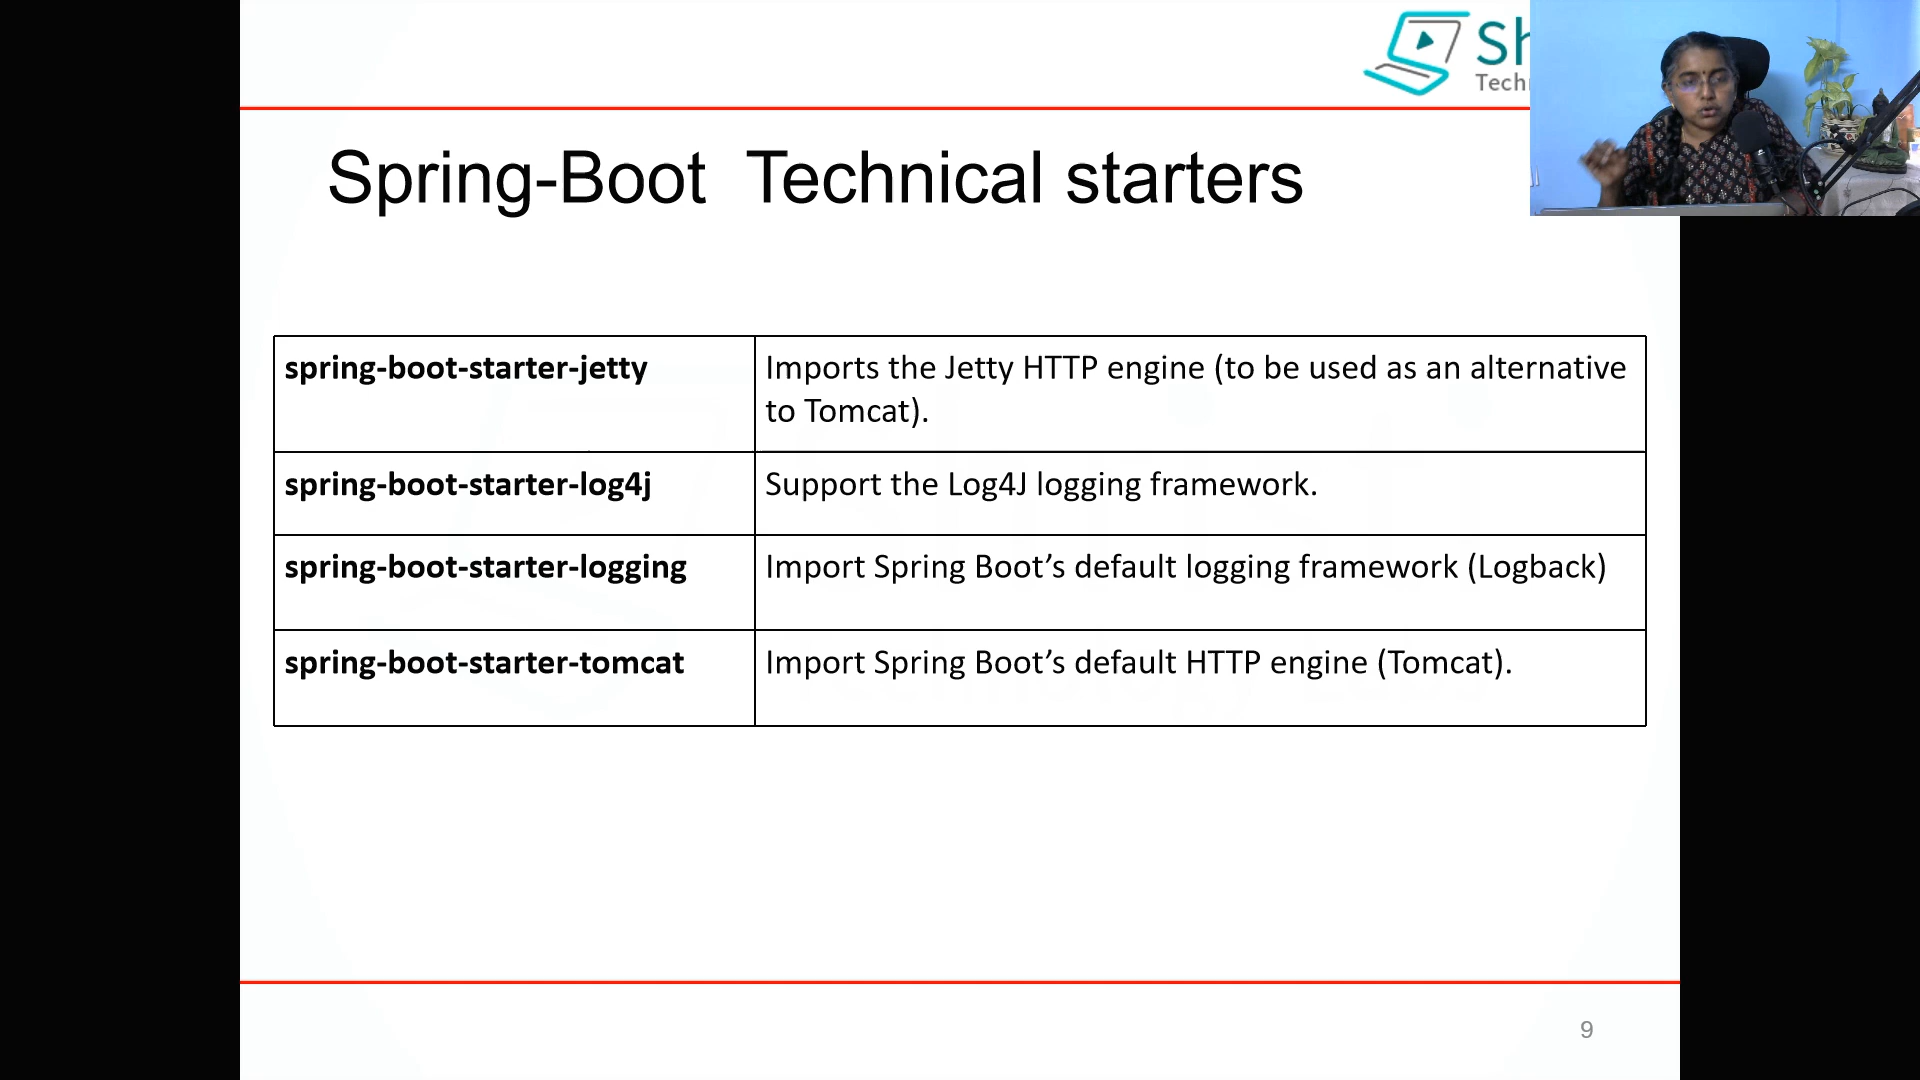 Spring-Boot Technical starters
spring-boot-starter-jetty
Imports the Jetty HTTP engine (to be used as an alternative
to Tomcat).
spring-boot-starter-log4j
Support the Log4J logging framework.
spring-boot-starter-logging
Import Spring Boot’s default logging framework (Logback)
spring-boot-starter-tomcat
Import Spring Boot’s default HTTP engine (Tomcat).
9